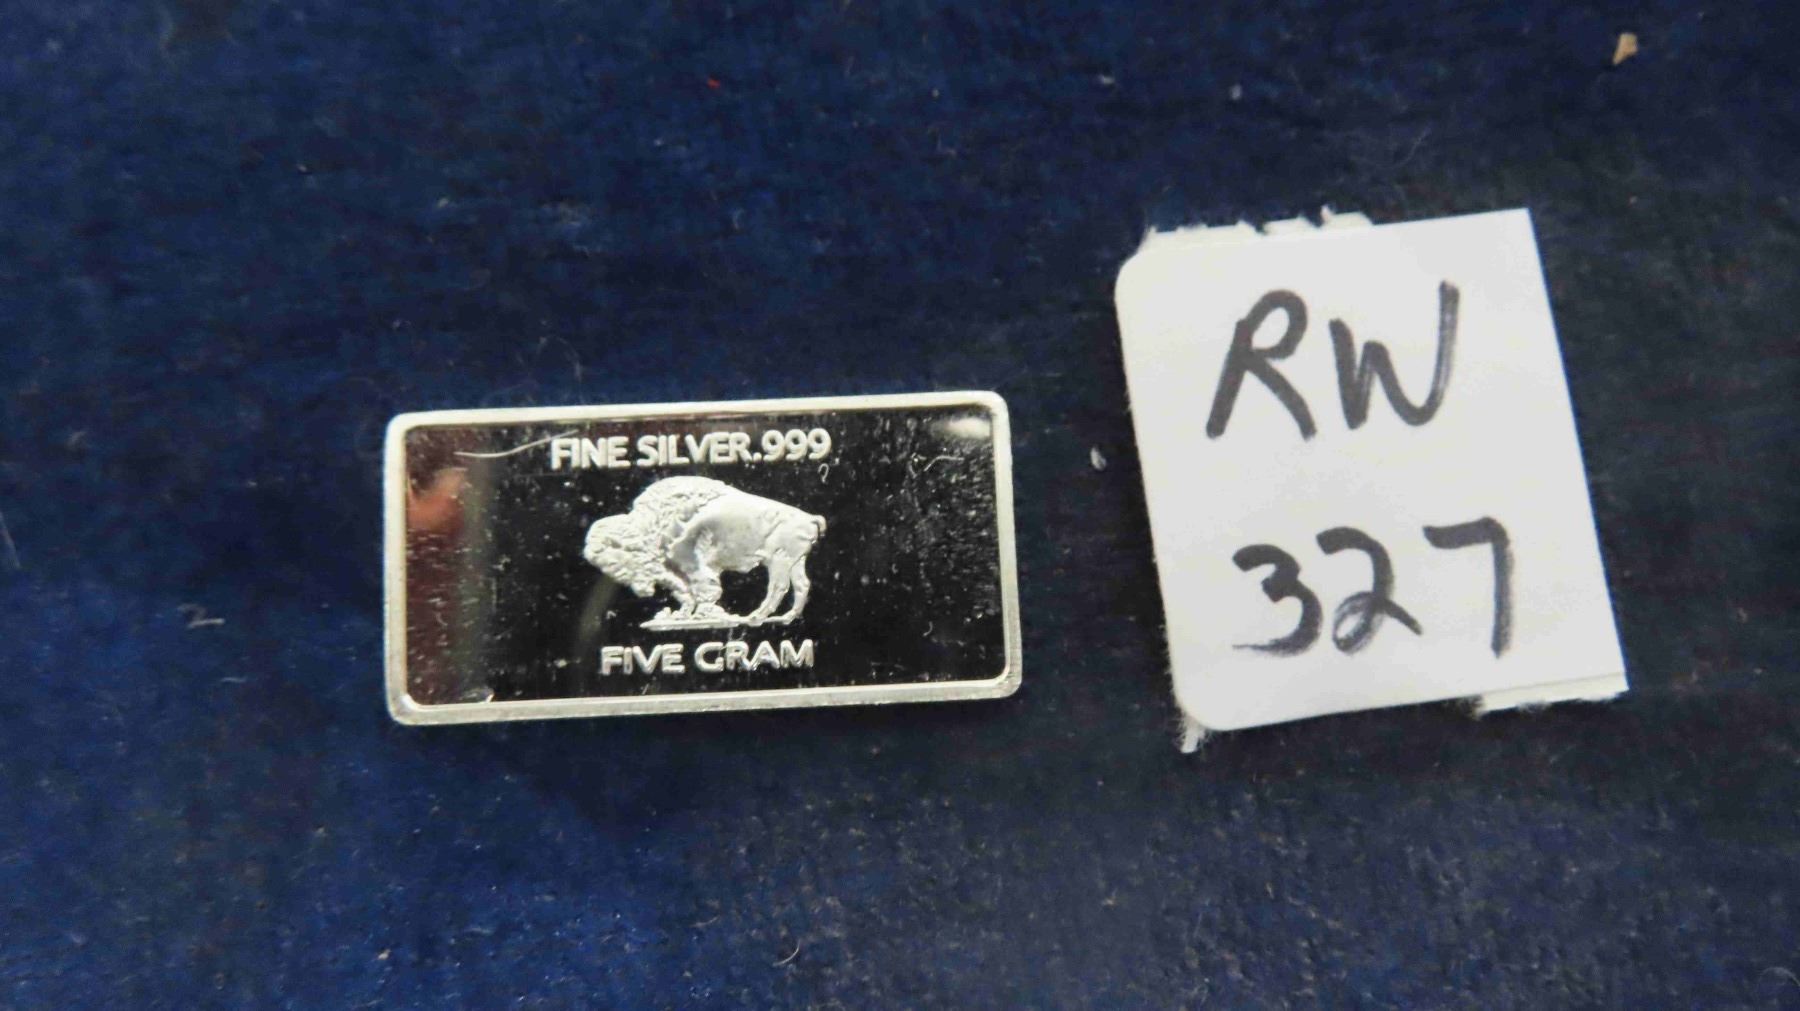 FINE SILVER.999
FIVE GRAM
RW
327